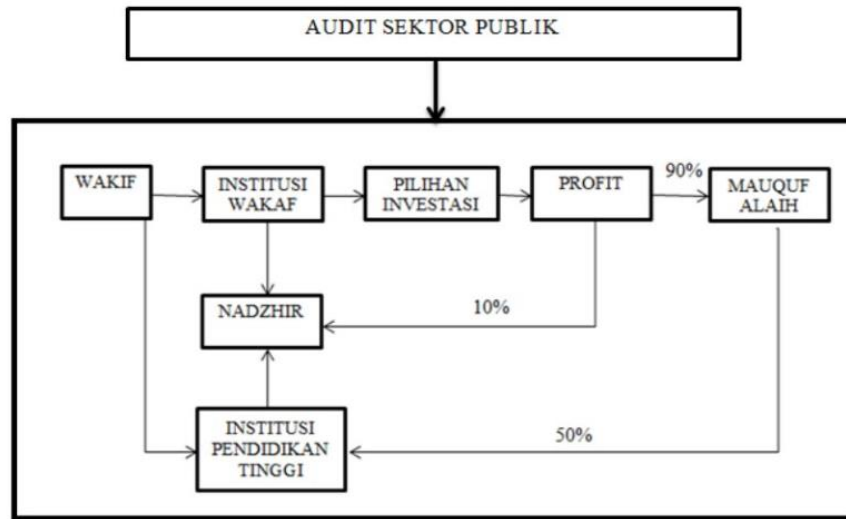 AUDIT SEKTOR PUBLIK
WAKIF
INSTITUSI
WAKAF
PILIHAN
INVESTASI
PROFIT
90%
MAUQUF
ALAIH
NADZHIR
10%
INSTITUSI
PENDIDIKAN
TINGGI
50%